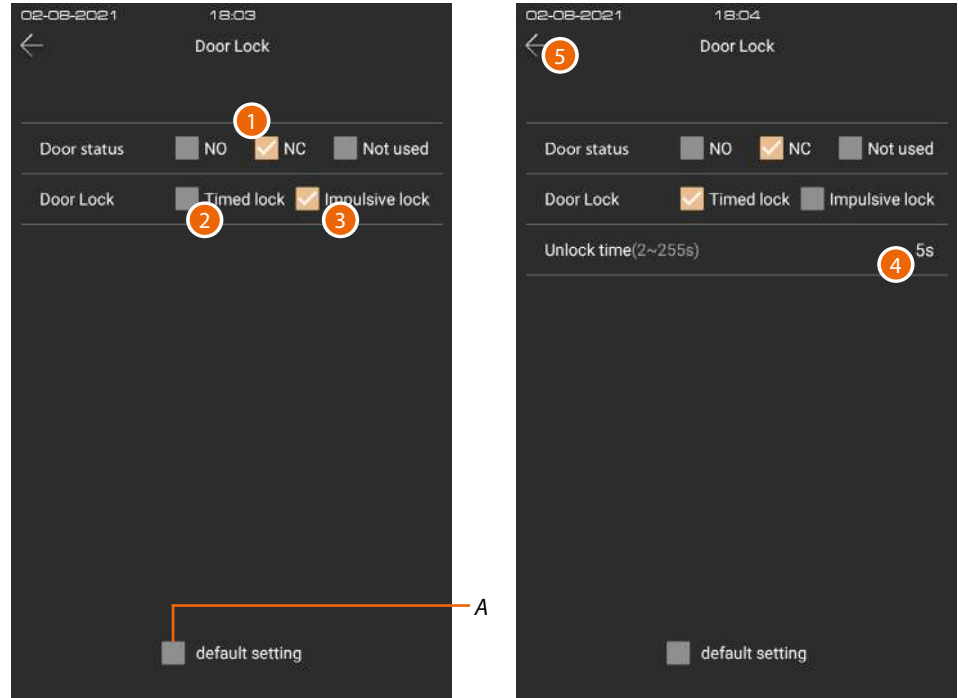 02-08-2021 18:03
Door Lock
1
Door status NO NC Not used
Door Lock Timed lock Impulsive lock
2 3
A
default setting
02-08-2021 18:04
5
Door Lock
Door status NO NC Not used
Door Lock Timed lock Impulsive lock
Unlock time(2~255s) 5s
4
default setting